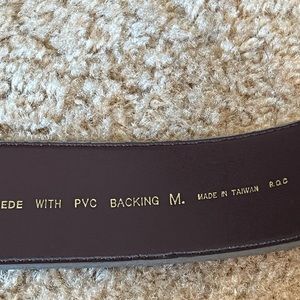 EDE WITH PVC BACKING M. MADE IN TAIWAN R.O.C